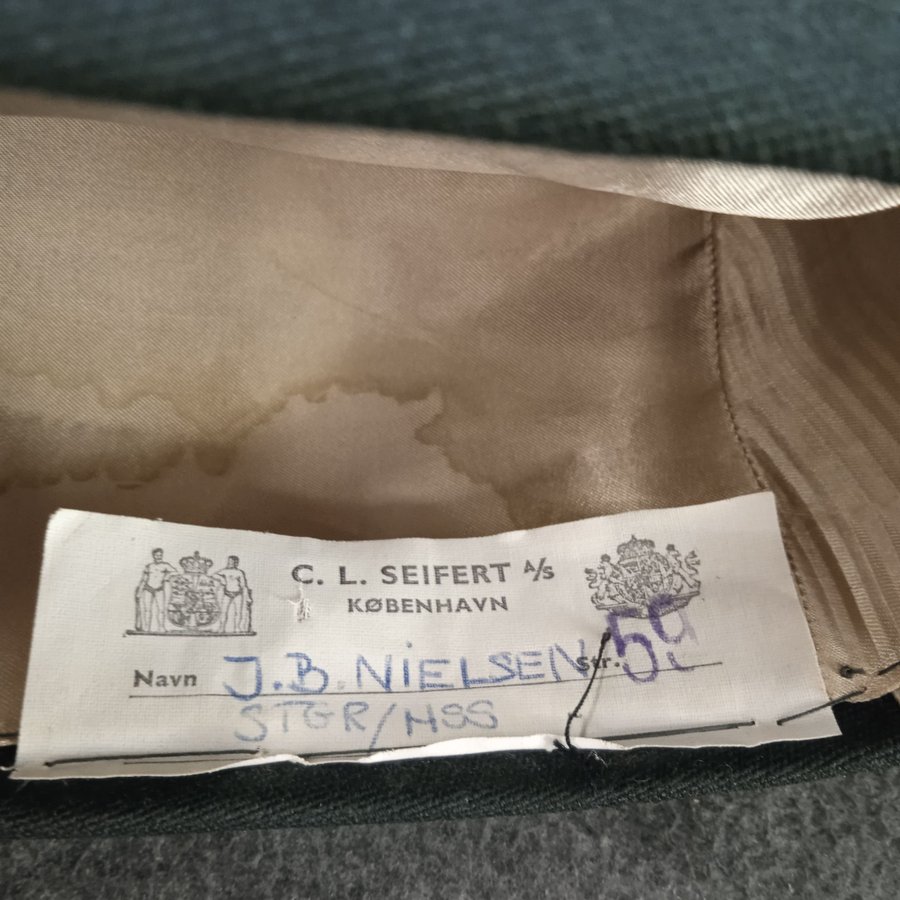 C. L. SEIFERT A/S
KØBENHAVN
Navn J.B. NIELSEN Str. 59
STGR/HSS